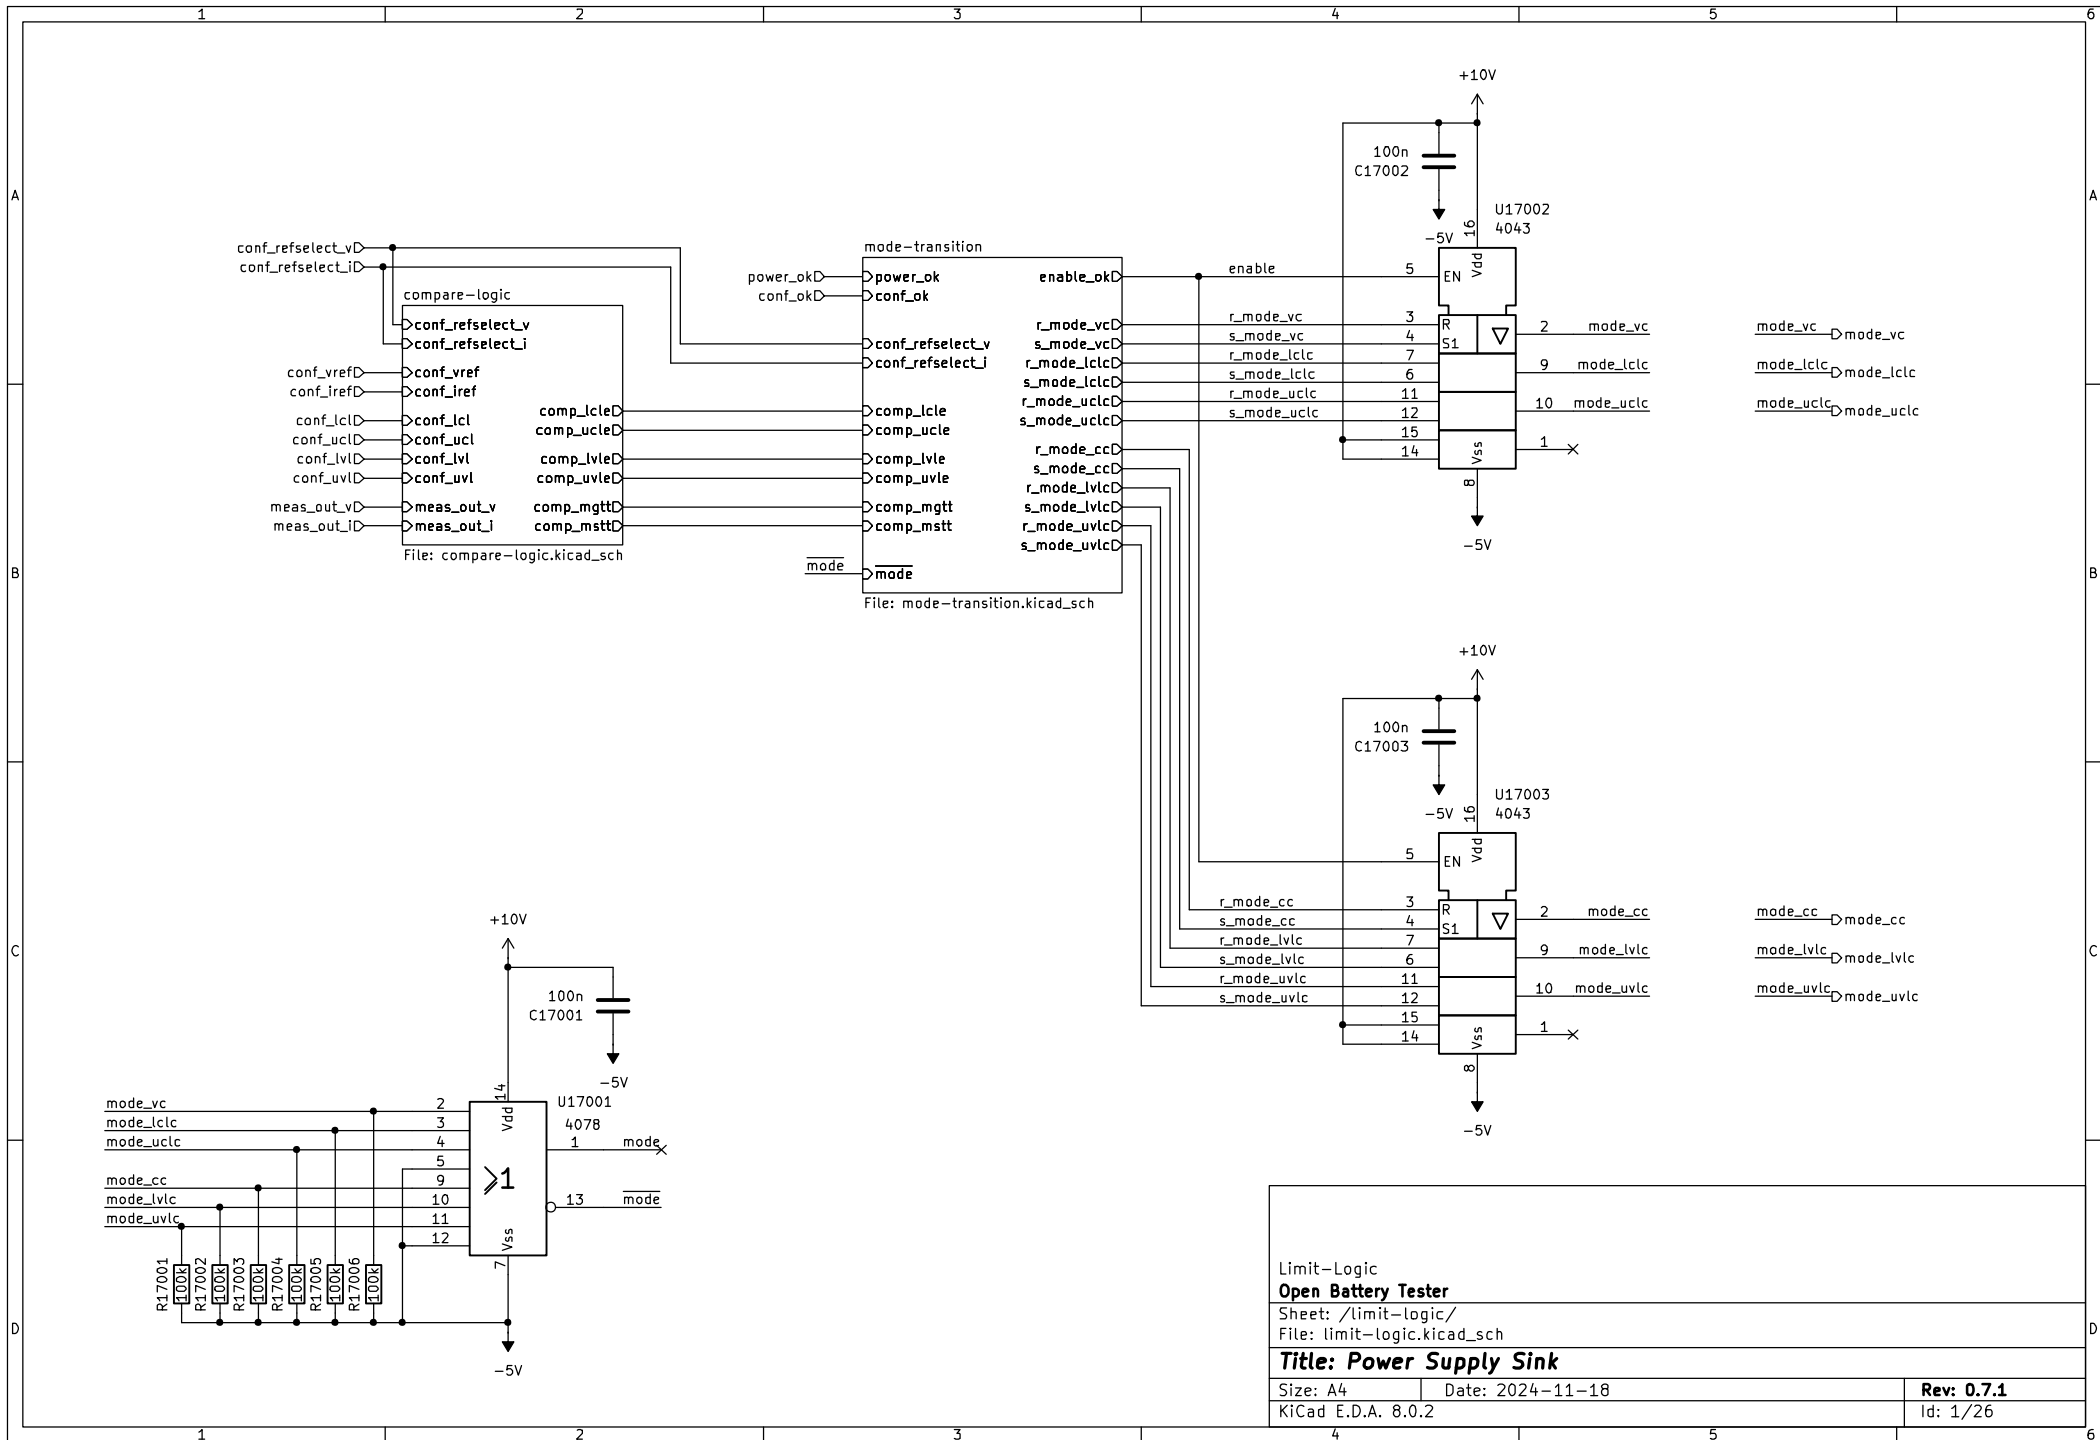 1 2 3 4 5 6
A A
B B
C C
D D
1 2 3 4 5 6
conf_refselect_v
conf_refselect_i
compare-logic
conf_refselect_v
conf_refselect_i
conf_vref conf_vref
conf_iref conf_iref
conf_lcl conf_lcl
conf_ucl conf_ucl
conf_lvl conf_lvl
conf_uvl conf_uvl
meas_out_v meas_out_v
meas_out_i meas_out_i
comp_lcle
comp_ucle
comp_lvle
comp_uvle
comp_mgtt
comp_mstt
File: compare-logic.kicad_sch
mode-transition
power_ok power_ok
conf_ok conf_ok
conf_refselect_v
conf_refselect_i
comp_lcle
comp_ucle
comp_lvle
comp_uvle
comp_mgtt
comp_mstt
mode mode
enable_ok
r_mode_vc
s_mode_vc
r_mode_lclc
s_mode_lclc
r_mode_uclc
s_mode_uclc
r_mode_cc
s_mode_cc
r_mode_lvlc
s_mode_lvlc
r_mode_uvlc
s_mode_uvlc
File: mode-transition.kicad_sch
+10V
100n
C17002
-5V
U17002
4043
16
Vdd
enable 5 EN
r_mode_vc 3 R
s_mode_vc 4 S1
r_mode_lclc 7
s_mode_lclc 6
r_mode_uclc 11
s_mode_uclc 12
15
14
Vss
8
-5V
2 mode_vc
9 mode_lclc
10 mode_uclc
1
mode_vc mode_vc
mode_lclc mode_lclc
mode_uclc mode_uclc
+10V
100n
C17003
-5V
U17003
4043
16
Vdd
5 EN
r_mode_cc 3 R
s_mode_cc 4 S1
r_mode_lvlc 7
s_mode_lvlc 6
r_mode_uvlc 11
s_mode_uvlc 12
15
14
Vss
8
-5V
2 mode_cc
9 mode_lvlc
10 mode_uvlc
1
mode_cc mode_cc
mode_lvlc mode_lvlc
mode_uvlc mode_uvlc
+10V
100n
C17001
-5V
14
Vdd
U17001
4078
mode_vc 2
mode_lclc 3
mode_uclc 4
5
mode_cc 9
mode_lvlc 10
mode_uvlc 11
12
≥1
1 mode
13 mode
Vss
7
-5V
R17001 100k
R17002 100k
R17003 100k
R17004 100k
R17005 100k
R17006 100k
Limit-Logic
Open Battery Tester
Sheet: /limit-logic/
File: limit-logic.kicad_sch
Title: Power Supply Sink
Size: A4 Date: 2024-11-18 Rev: 0.7.1
KiCad E.D.A. 8.0.2 Id: 1/26